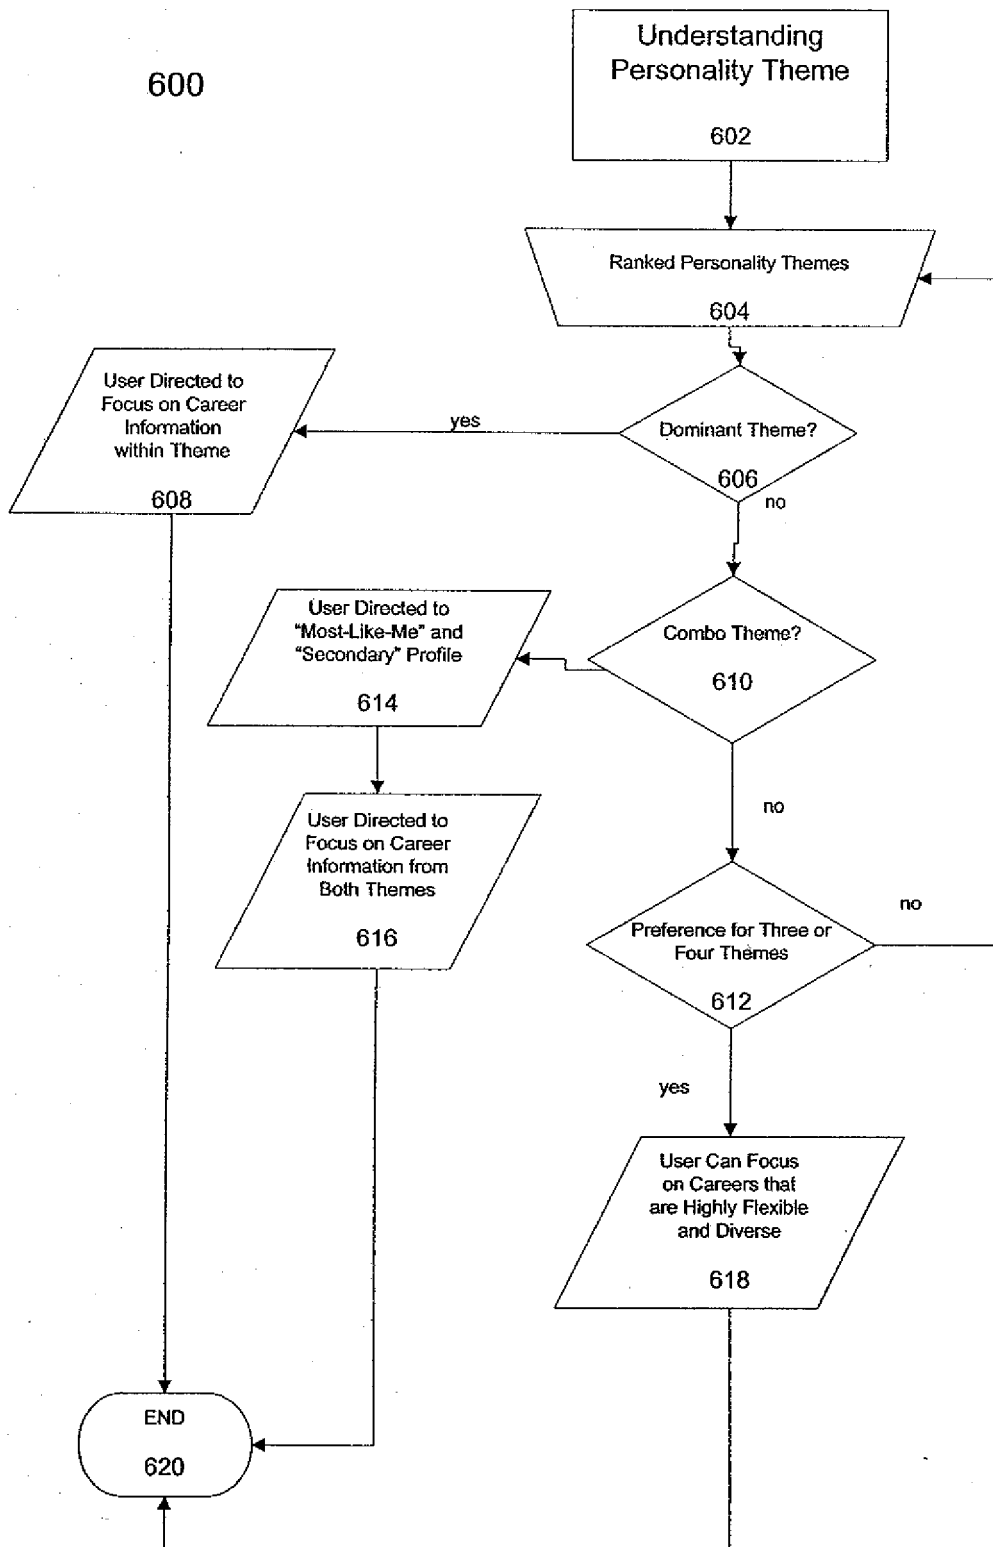 600
Understanding
Personality Theme
602
Ranked Personality Themes
604
User Directed to
Focus on Career
Information
within Theme
608
yes
Dominant Theme?
606
no
User Directed to
"Most-Like-Me" and
"Secondary" Profile
614
Combo Theme?
610
no
User Directed to
Focus on Career
Information from
Both Themes
616
Preference for Three or
Four Themes
612
no
yes
User Can Focus
on Careers that
are Highly Flexible
and Diverse
618
END
620